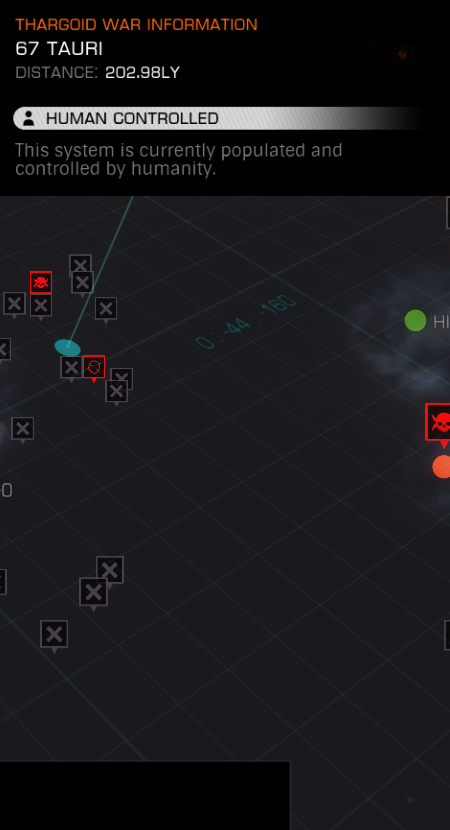 THARGOID WAR INFORMATION
67 TAURI
DISTANCE: 202.98LY
HUMAN CONTROLLED
This system is currently populated and
controlled by humanity.
0 : -44 : -160
HI
-0